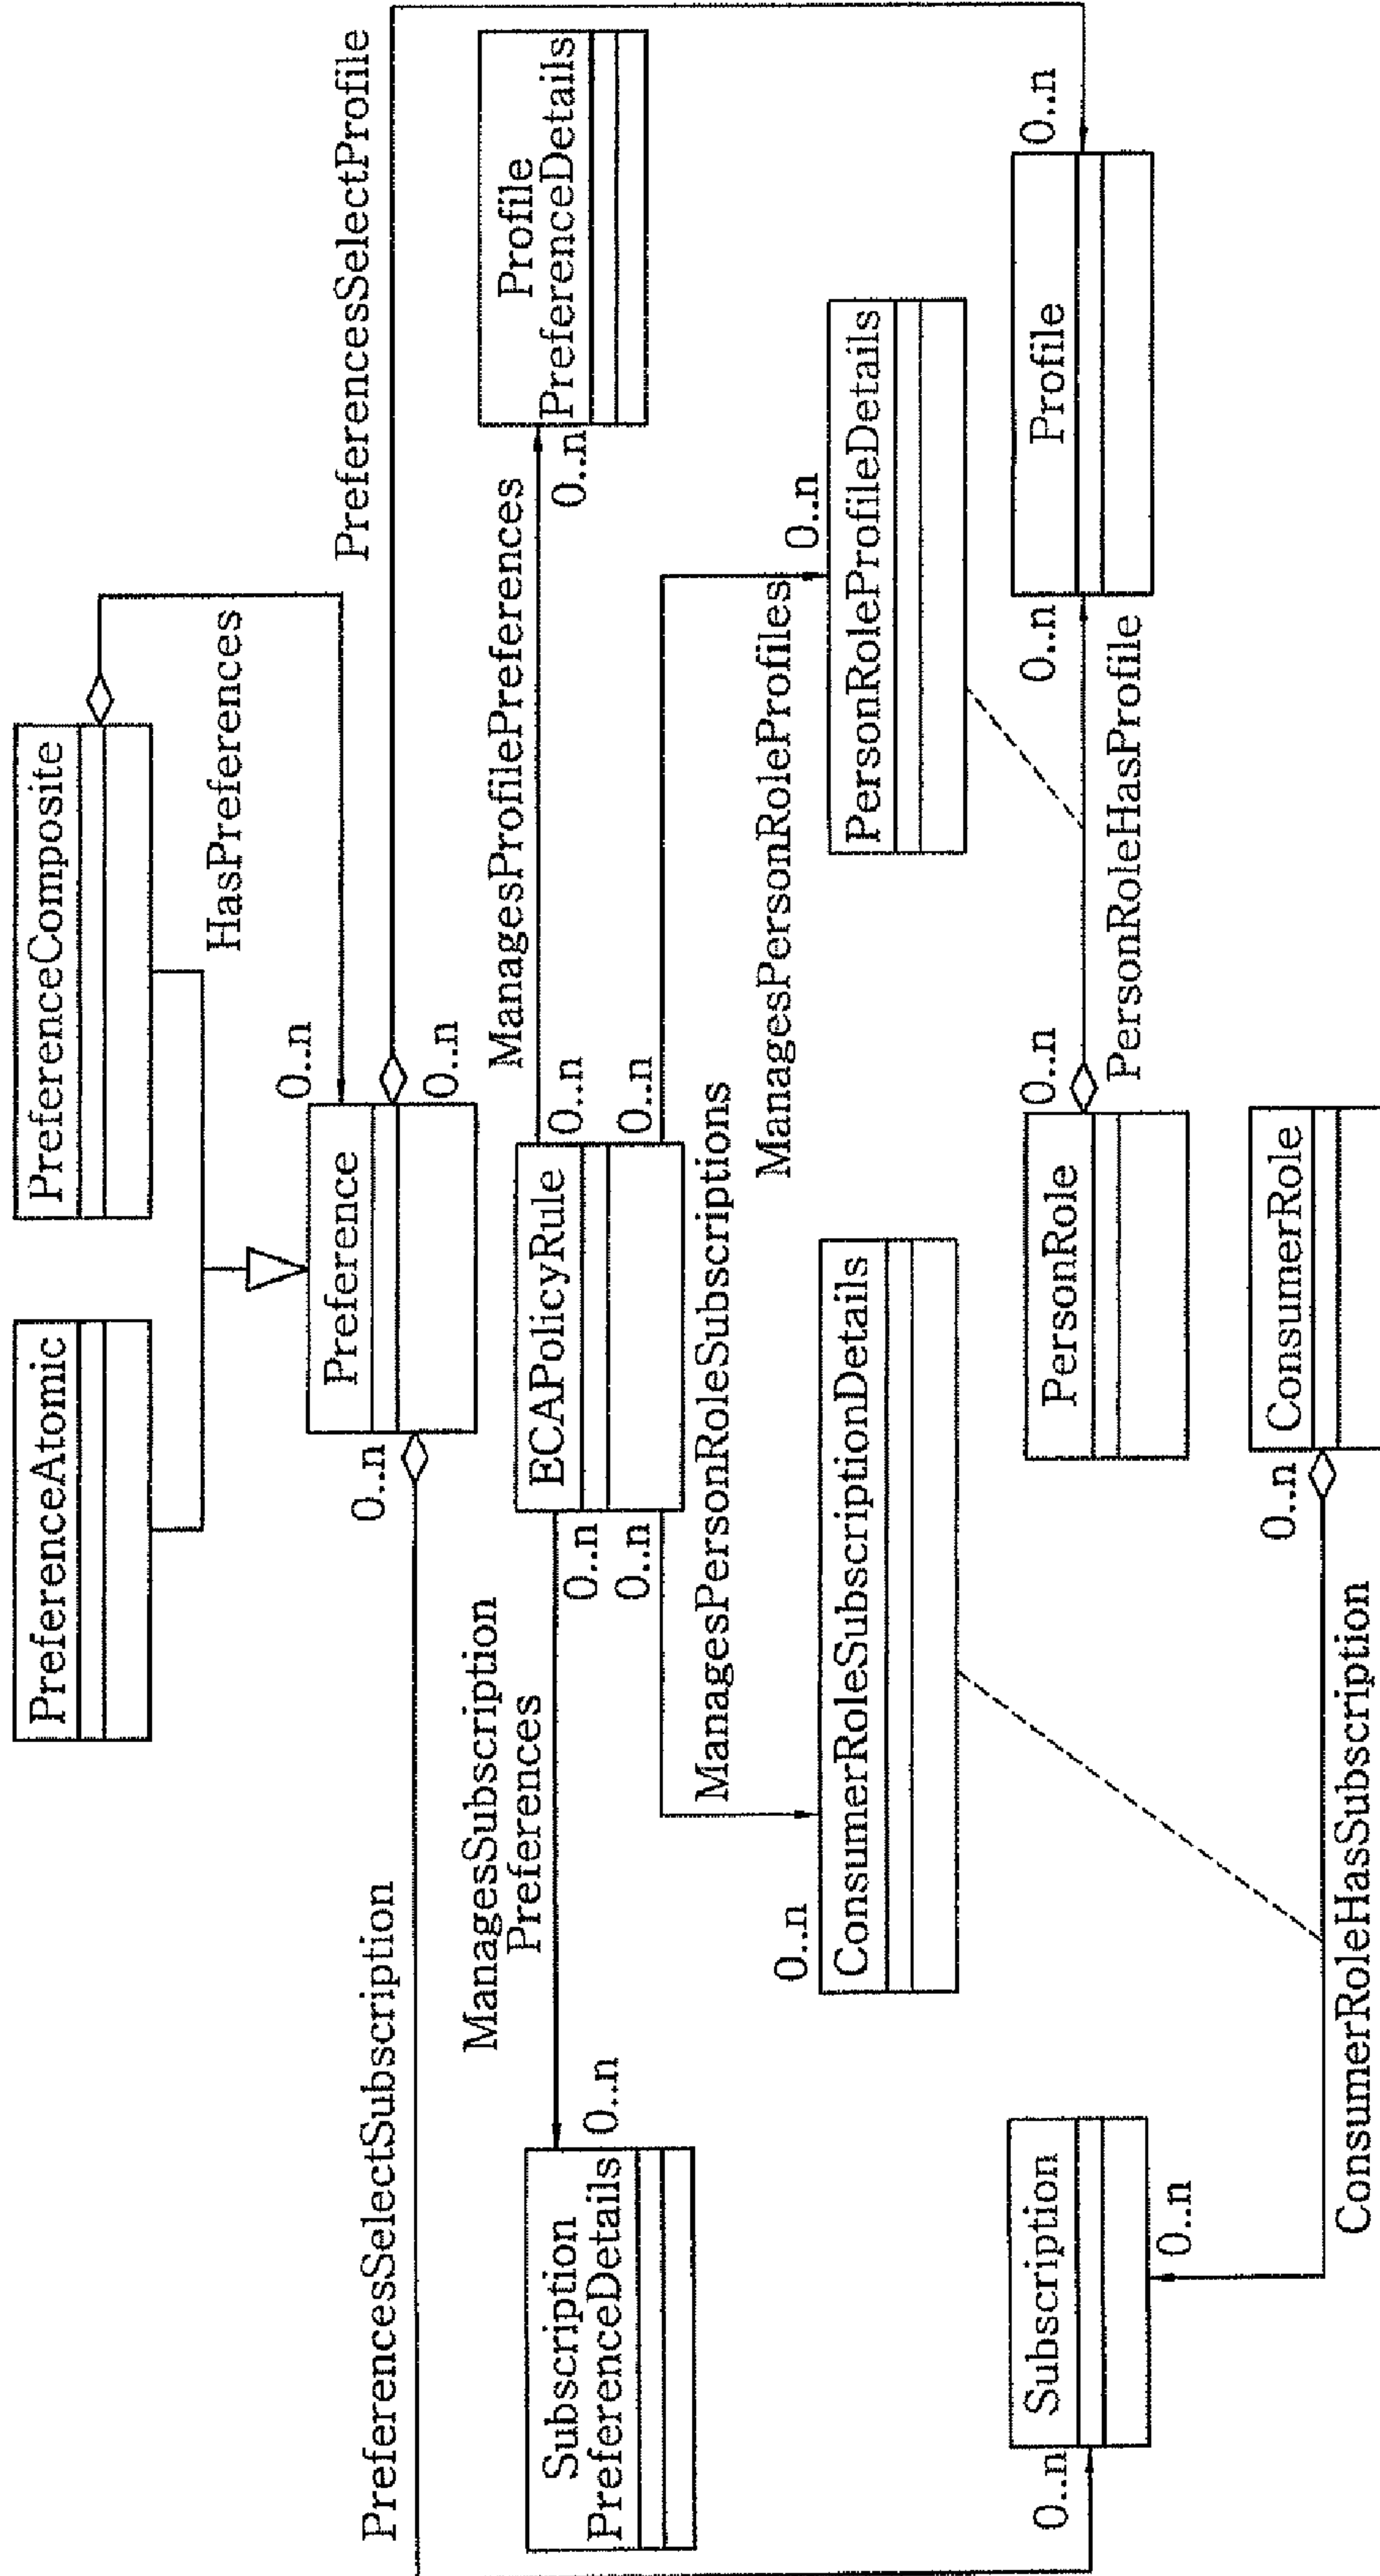 PreferenceAtomic
PreferenceComposite
HasPreferences
0..n
Preference
0..n
0..n
PreferencesSelectSubscription
PreferencesSelectProfile
ManagesSubscription
Preferences
ManagesProfilePreferences
Subscription
PreferenceDetails
0..n
0..n
0..n
ECAPolicyRule
0..n
0..n
0..n
Profile
PreferenceDetails
ManagesPersonRoleSubscriptions
ManagesPersonRoleProfiles
0..n
0..n
ConsumerRoleSubscriptionDetails
PersonRoleProfileDetails
0..n
Subscription
0..n
PersonRole
0..n
0..n
Profile
0..n
PersonRoleHasProfile
ConsumerRole
0..n
ConsumerRoleHasSubscription